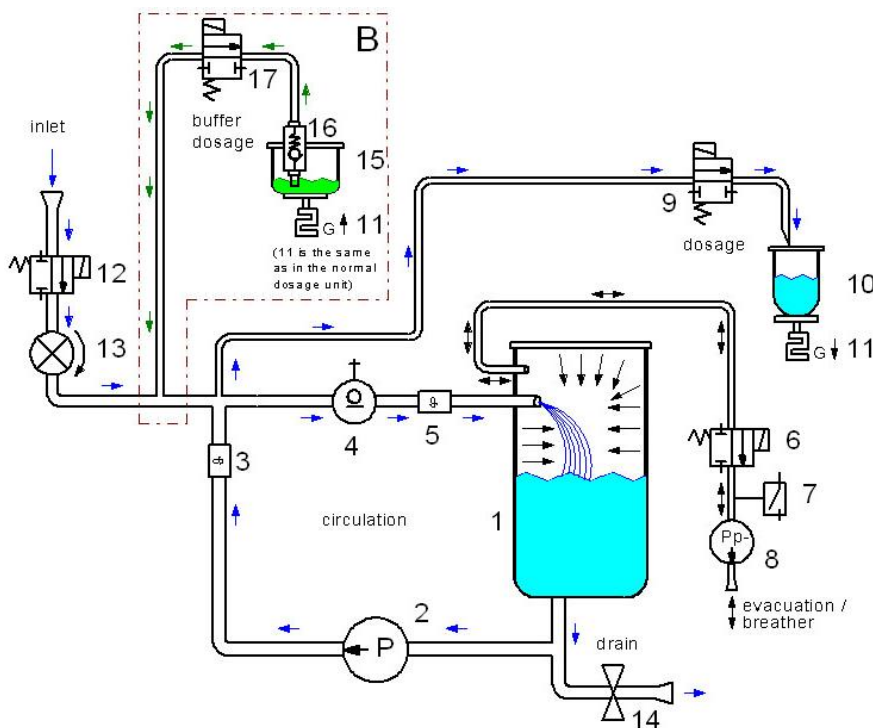 B
17
buffer
dosage
16
15
inlet
G
11
(11 is the same
as in the normal
dosage unit)
9
dosage
12
10
13
G
11
4
5
6
3
7
1
circulation
Pp-
8
2
P
evacuation /
breather
drain
14